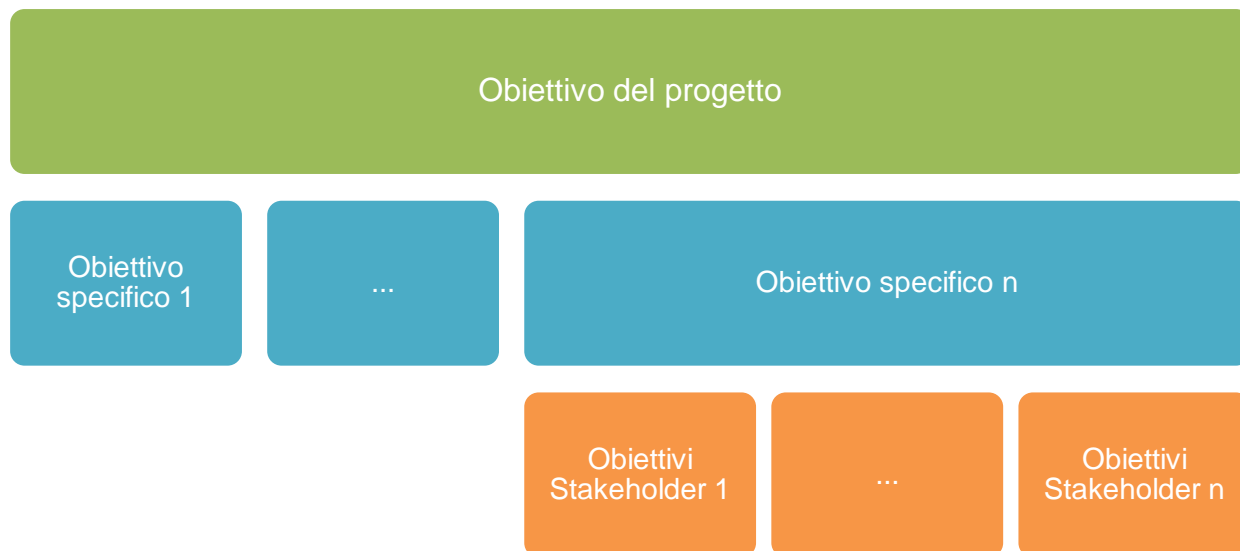 Obiettivo del progetto
Obiettivo
specifico 1
...
Obiettivo specifico n
Obiettivi
Stakeholder 1
...
Obiettivi
Stakeholder n